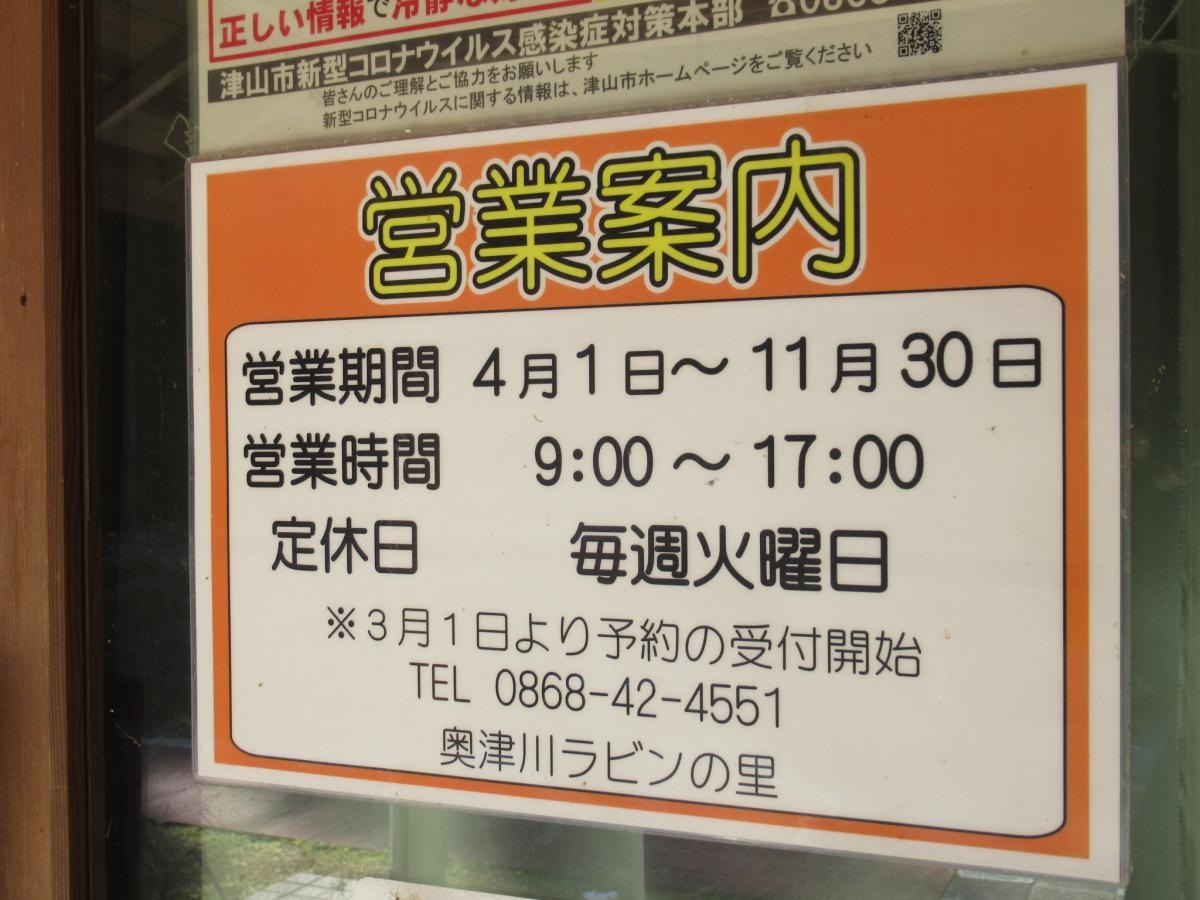 正しい情報で冷静な
津山市新型コロナウイルス感染症対策本部
皆さんのご理解とご協力をお願いします
新型コロナウイルスに関する情報は、津山市ホームページをご覧ください
営業案内
営業期間 4月1日～11月30日
営業時間 9:00～17:00
定休日 毎週火曜日
※3月1日より予約の受付開始
TEL 0868-42-4551
奥津川ラビンの里